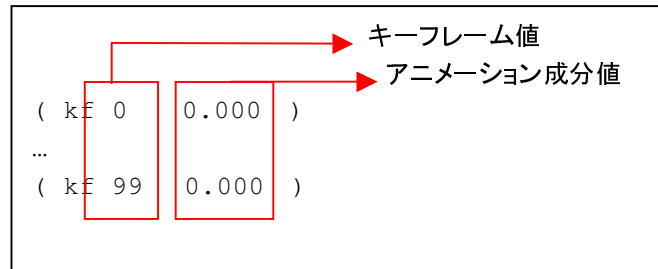 キーフレーム値
アニメーション成分値
( kf 0 0.000 )
…
( kf 99 0.000 )